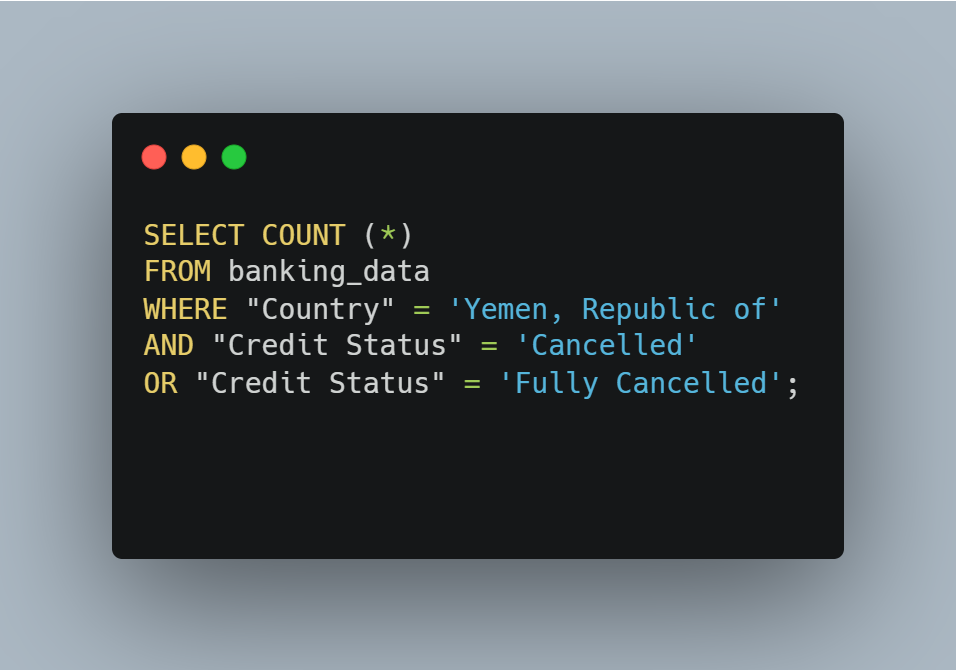 SELECT COUNT (*)
FROM banking_data
WHERE "Country" = 'Yemen, Republic of'
AND "Credit Status" = 'Cancelled'
OR "Credit Status" = 'Fully Cancelled';